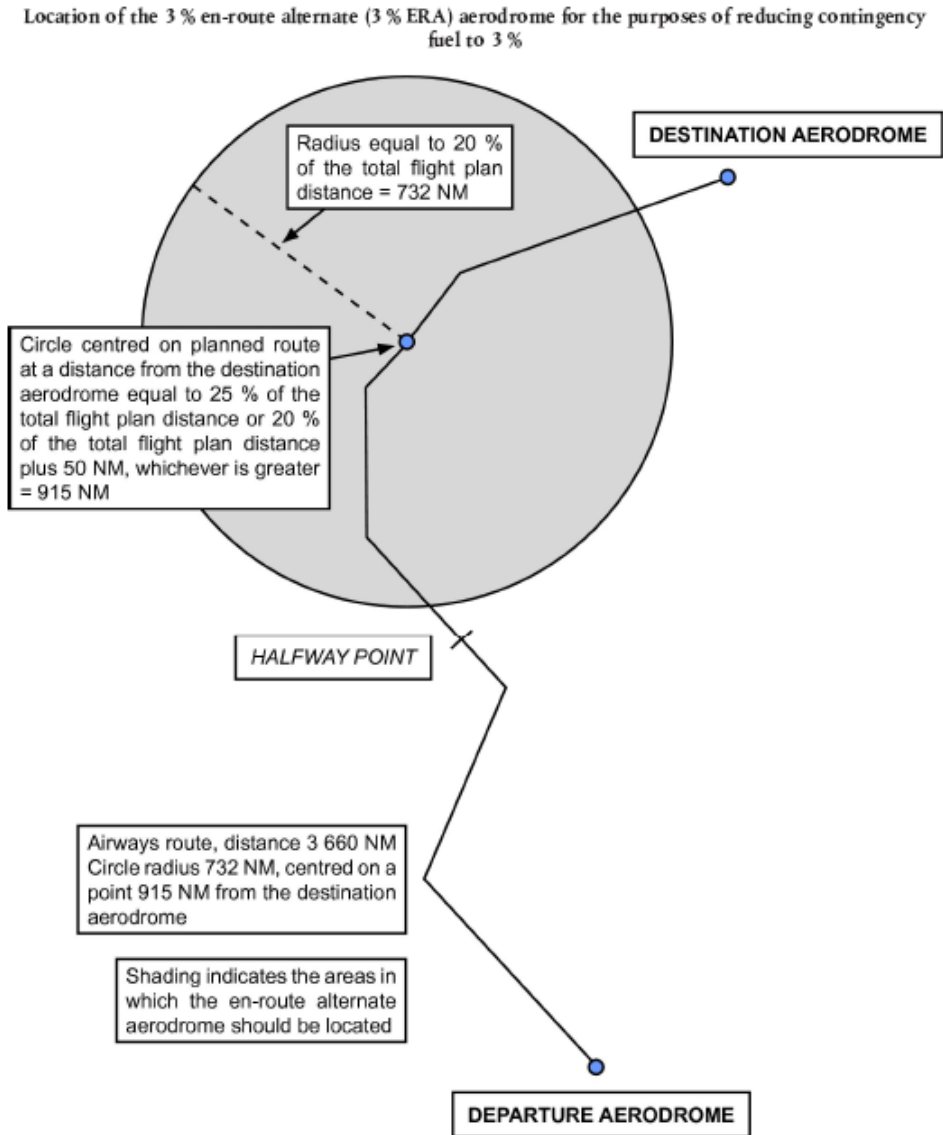 Location of the 3 % en-route alternate (3 % ERA) aerodrome for the purposes of reducing contingency
fuel to 3 %
Radius equal to 20 %
of the total flight plan
distance = 732 NM
DESTINATION AERODROME
Circle centred on planned route
at a distance from the destination
aerodrome equal to 25 % of the
total flight plan distance or 20 %
of the total flight plan distance
plus 50 NM, whichever is greater
= 915 NM
HALFWAY POINT
Airways route, distance 3 660 NM
Circle radius 732 NM, centred on a
point 915 NM from the destination
aerodrome
Shading indicates the areas in
which the en-route alternate
aerodrome should be located
DEPARTURE AERODROME